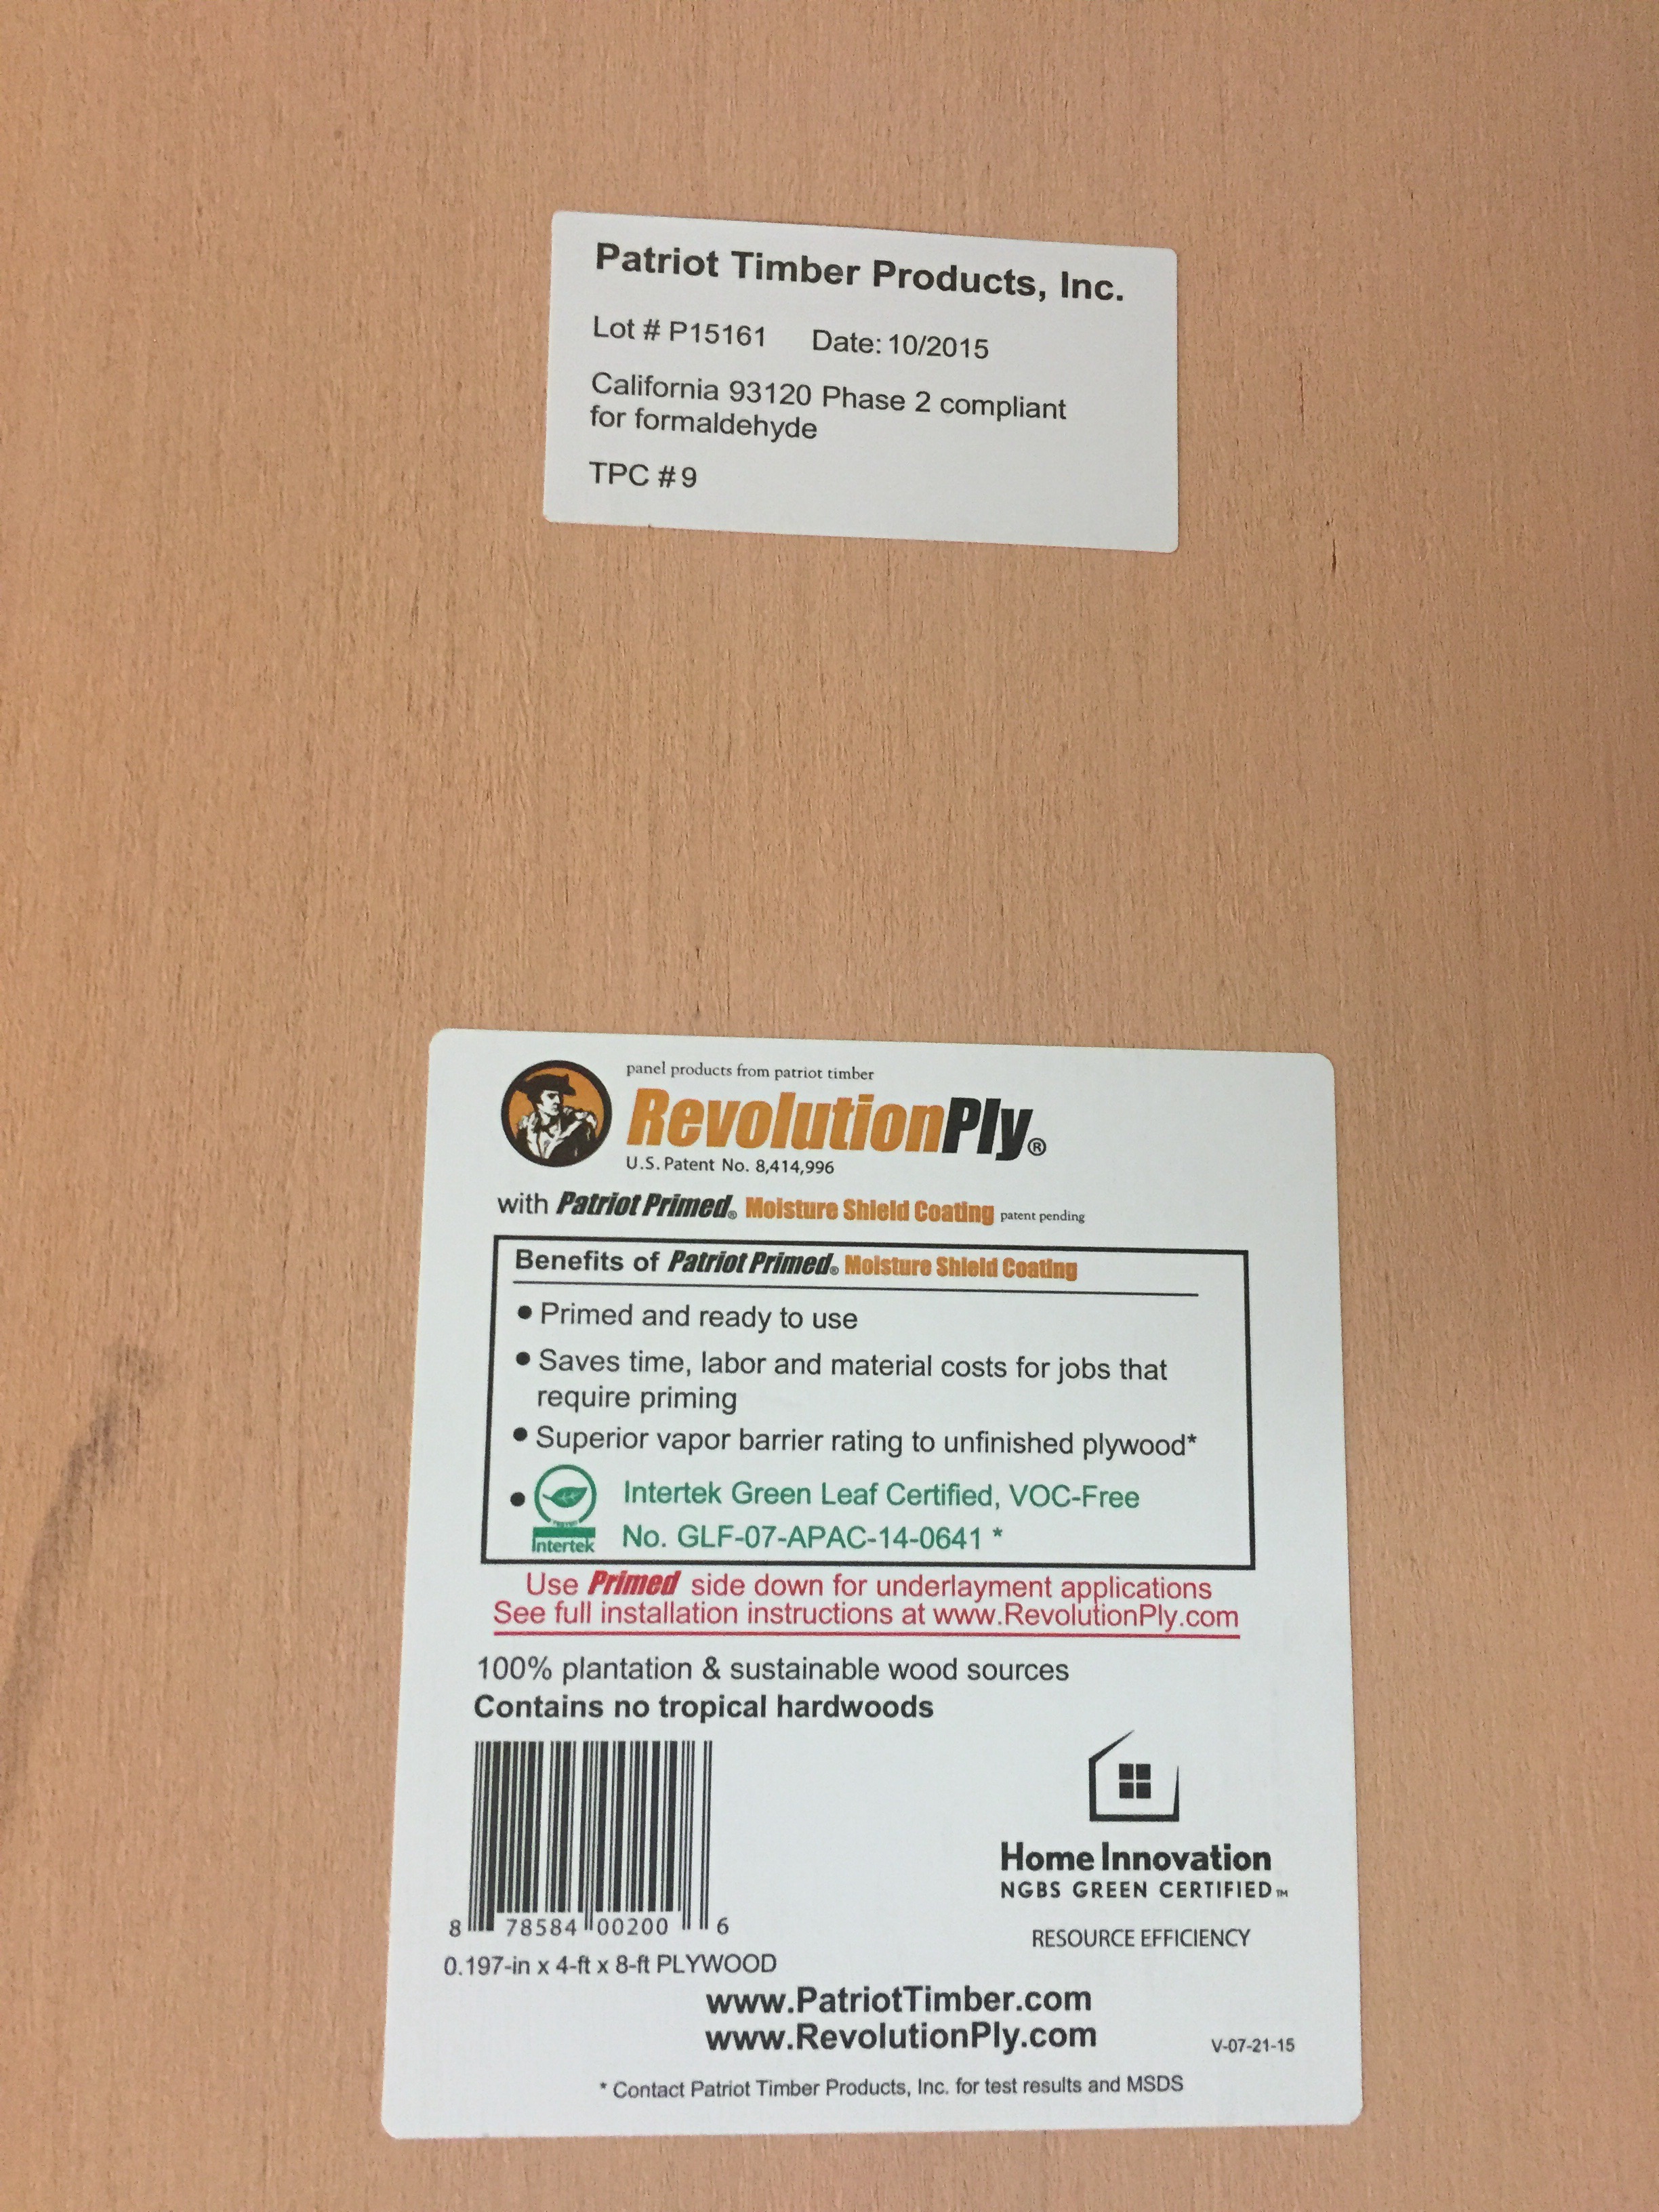 Patriot Timber Products, Inc.
Lot # P15161 Date: 10/2015
California 93120 Phase 2 compliant
for formaldehyde
TPC # 9
panel products from patriot timber
RevolutionPly®
U.S. Patent No. 8,414,996
with Patriot Primed® Moisture Shield Coating patent pending
Benefits of Patriot Primed® Moisture Shield Coating
• Primed and ready to use
• Saves time, labor and material costs for jobs that
require priming
• Superior vapor barrier rating to unfinished plywood*
• Intertek Green Leaf Certified, VOC-Free
Intertek No. GLF-07-APAC-14-0641 *
Use Primed side down for underlayment applications
See full installation instructions at www.RevolutionPly.com
100% plantation & sustainable wood sources
Contains no tropical hardwoods
8 78584 00200 6
0.197-in x 4-ft x 8-ft PLYWOOD
Home Innovation
NGBS GREEN CERTIFIED™
RESOURCE EFFICIENCY
www.PatriotTimber.com
www.RevolutionPly.com
V-07-21-15
* Contact Patriot Timber Products, Inc. for test results and MSDS